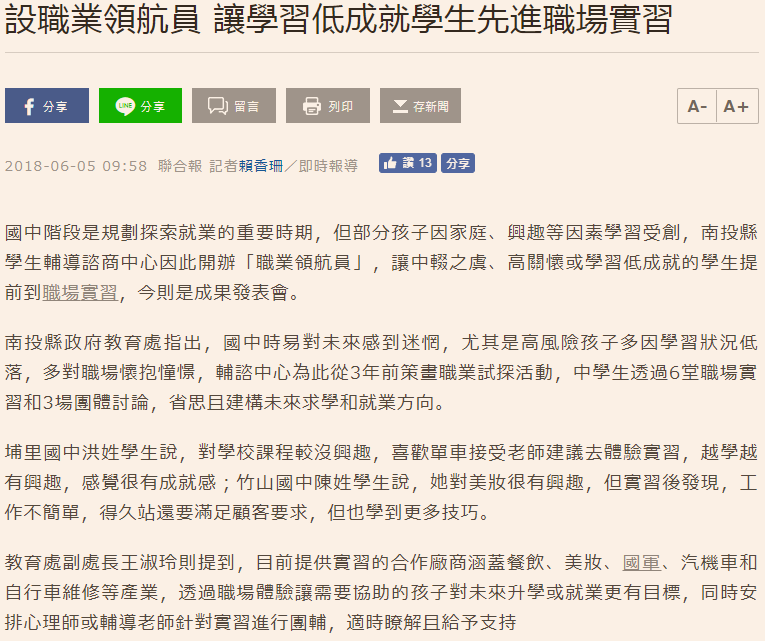 設職業領航員 讓學習低成就學生先進職場實習
分享 LINE 分享 留言 列印 存新聞 A- A+
2018-06-05 09:58 聯合報 記者賴香珊／即時報導 讚 13 分享
國中階段是規劃探索就業的重要時期，但部分孩子因家庭、興趣等因素學習受創，南投縣
學生輔導諮商中心因此開辦「職業領航員」，讓中輟之虞、高關懷或學習低成就的學生提
前到職場實習，今則是成果發表會。
南投縣政府教育處指出，國中時易對未來感到迷惘，尤其是高風險孩子多因學習狀況低
落，多對職場懷抱憧憬，輔諮中心為此從3年前策畫職業試探活動，中學生透過6堂職場實
習和3場團體討論，省思且建構未來求學和就業方向。
埔里國中洪姓學生說，對學校課程較沒興趣，喜歡單車接受老師建議去體驗實習，越學越
有興趣，感覺很有成就感；竹山國中陳姓學生說，她對美妝很有興趣，但實習後發現，工
作不簡單，得久站還要滿足顧客要求，但也學到更多技巧。
教育處副處長王淑玲則提到，目前提供實習的合作廠商涵蓋餐飲、美妝、國軍、汽機車和
自行車維修等產業，透過職場體驗讓需要協助的孩子對未來升學或就業更有目標，同時安
排心理師或輔導老師針對實習進行團輔，適時瞭解且給予支持